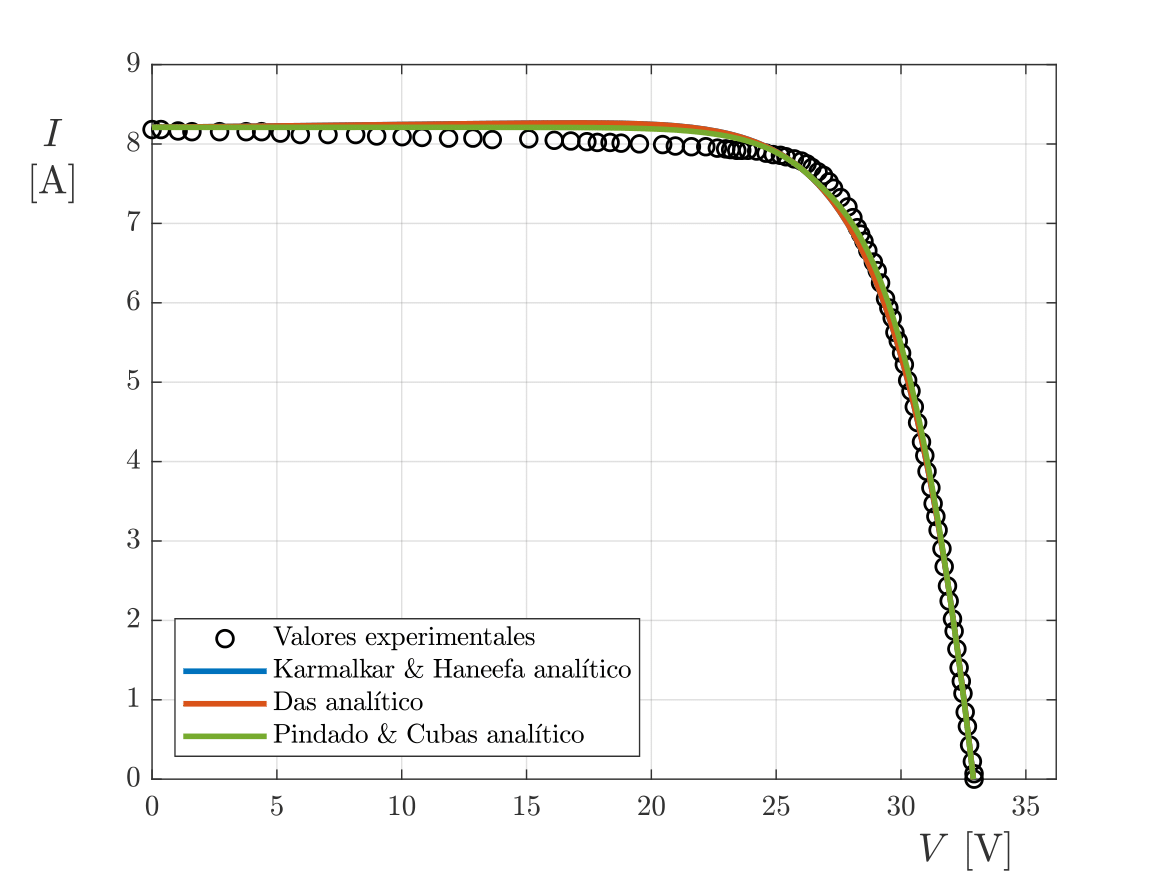 9
8
7
6
5
4
3
2
1
0
I
[A]
Valores experimentales
Karmalkar & Haneefa analítico
Das analítico
Pindado & Cubas analítico
0 5 10 15 20 25 30 35
V [V]